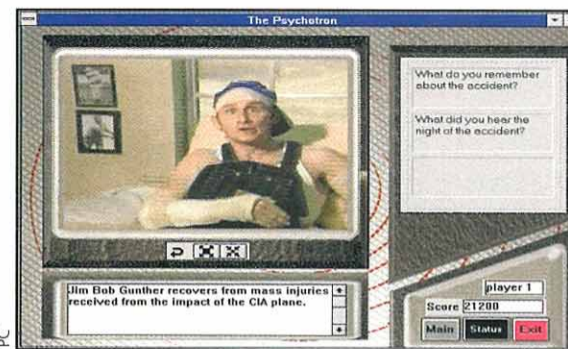 The Psychotron
What do you remember
about the accident?
What did you hear the
night of the accident?
Jim Bob Gunther recovers from mass injuries
received from the impact of the CIA plane.
player 1
Score 21200
Main Status Exit
PC